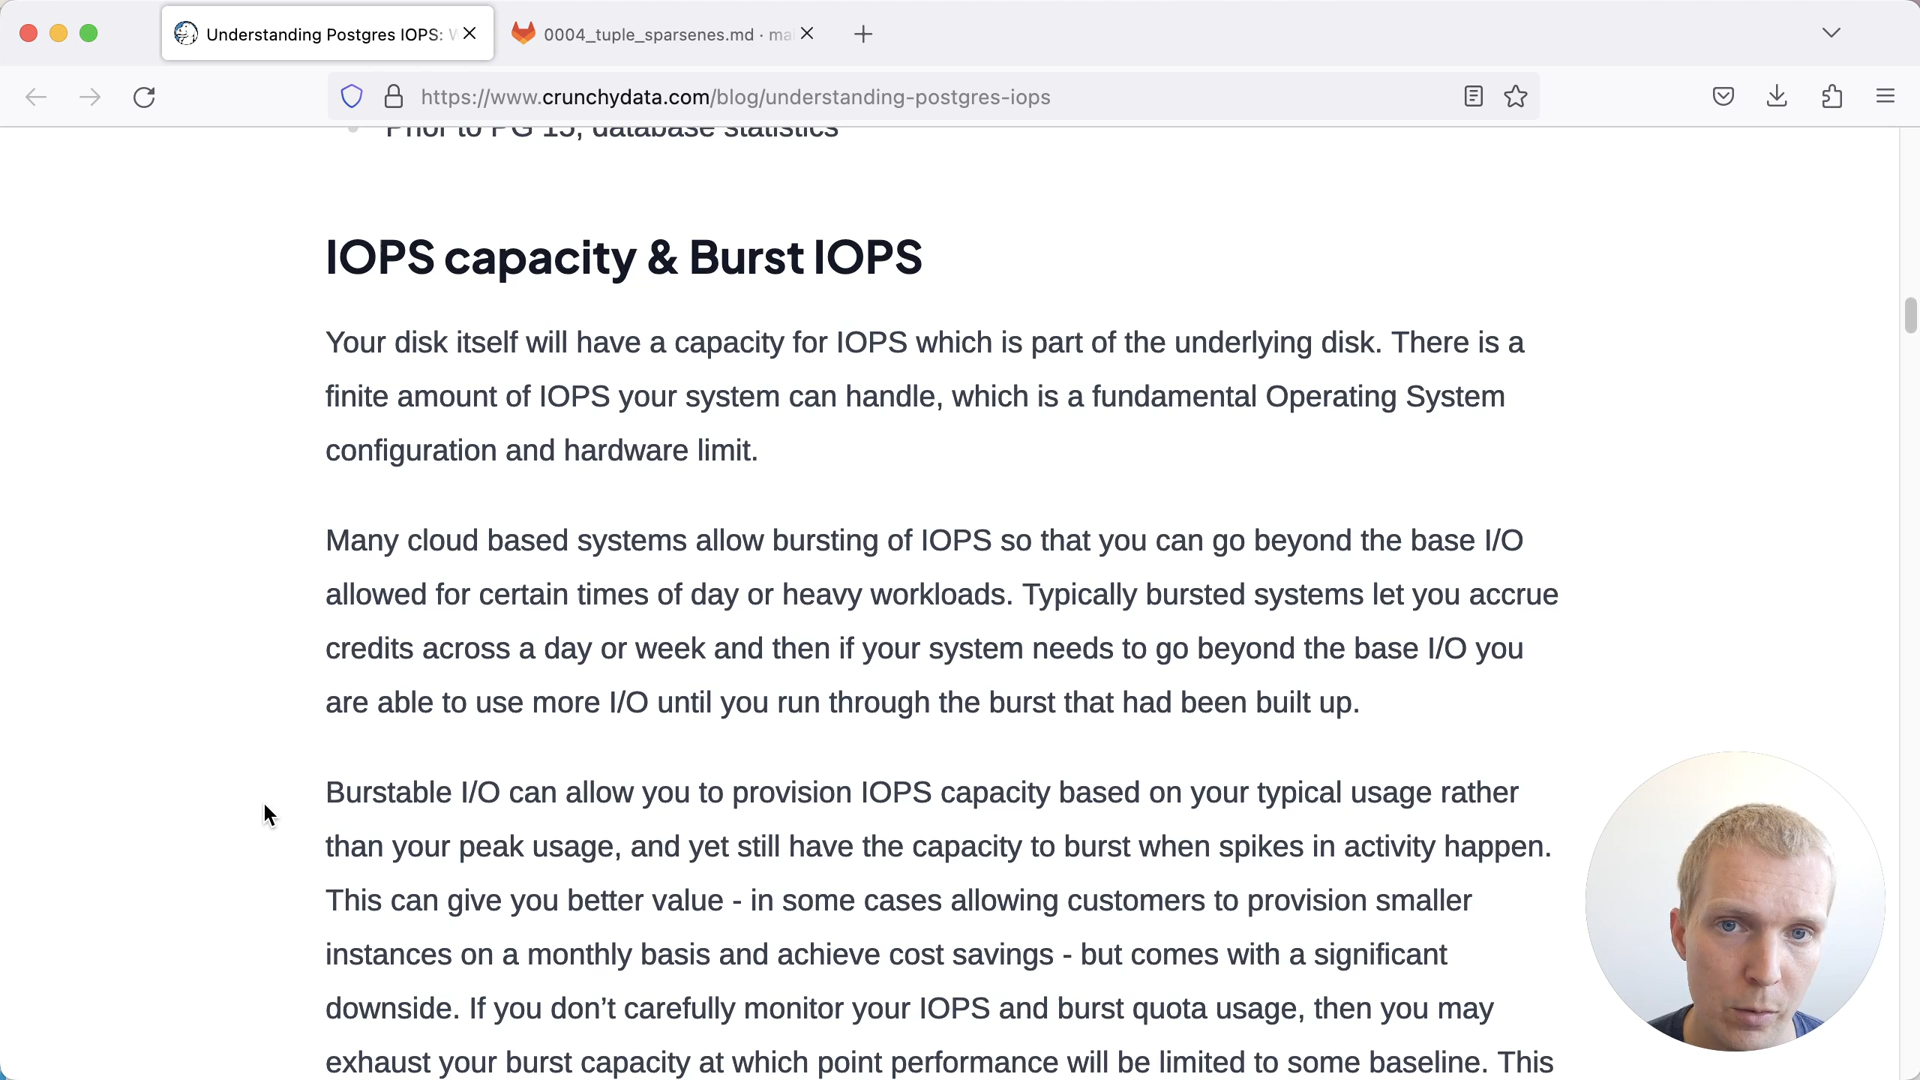 Understanding Postgres IOPS:
0004_tuple_sparsenes.md · ma
https://www.crunchydata.com/blog/understanding-postgres-iops
Prior to PG 15, database statistics
IOPS capacity & Burst IOPS
Your disk itself will have a capacity for IOPS which is part of the underlying disk. There is a
finite amount of IOPS your system can handle, which is a fundamental Operating System
configuration and hardware limit.
Many cloud based systems allow bursting of IOPS so that you can go beyond the base I/O
allowed for certain times of day or heavy workloads. Typically bursted systems let you accrue
credits across a day or week and then if your system needs to go beyond the base I/O you
are able to use more I/O until you run through the burst that had been built up.
Burstable I/O can allow you to provision IOPS capacity based on your typical usage rather
than your peak usage, and yet still have the capacity to burst when spikes in activity happen.
This can give you better value - in some cases allowing customers to provision smaller
instances on a monthly basis and achieve cost savings - but comes with a significant
downside. If you don’t carefully monitor your IOPS and burst quota usage, then you may
exhaust your burst capacity at which point performance will be limited to some baseline. This